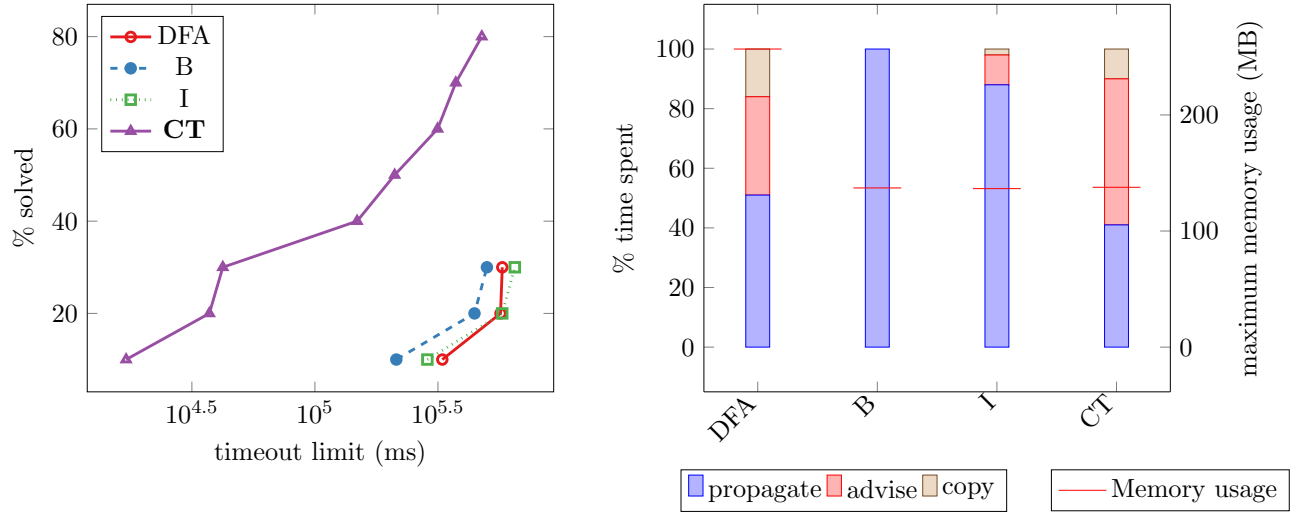 80
60
40
20
% solved
DFA
B
I
CT
10^4.5
10^5
10^5.5
timeout limit (ms)
100
80
60
40
20
0
% time spent
200
100
0
maximum memory usage (MB)
DFA
B
I
CT
propagate advise copy
Memory usage